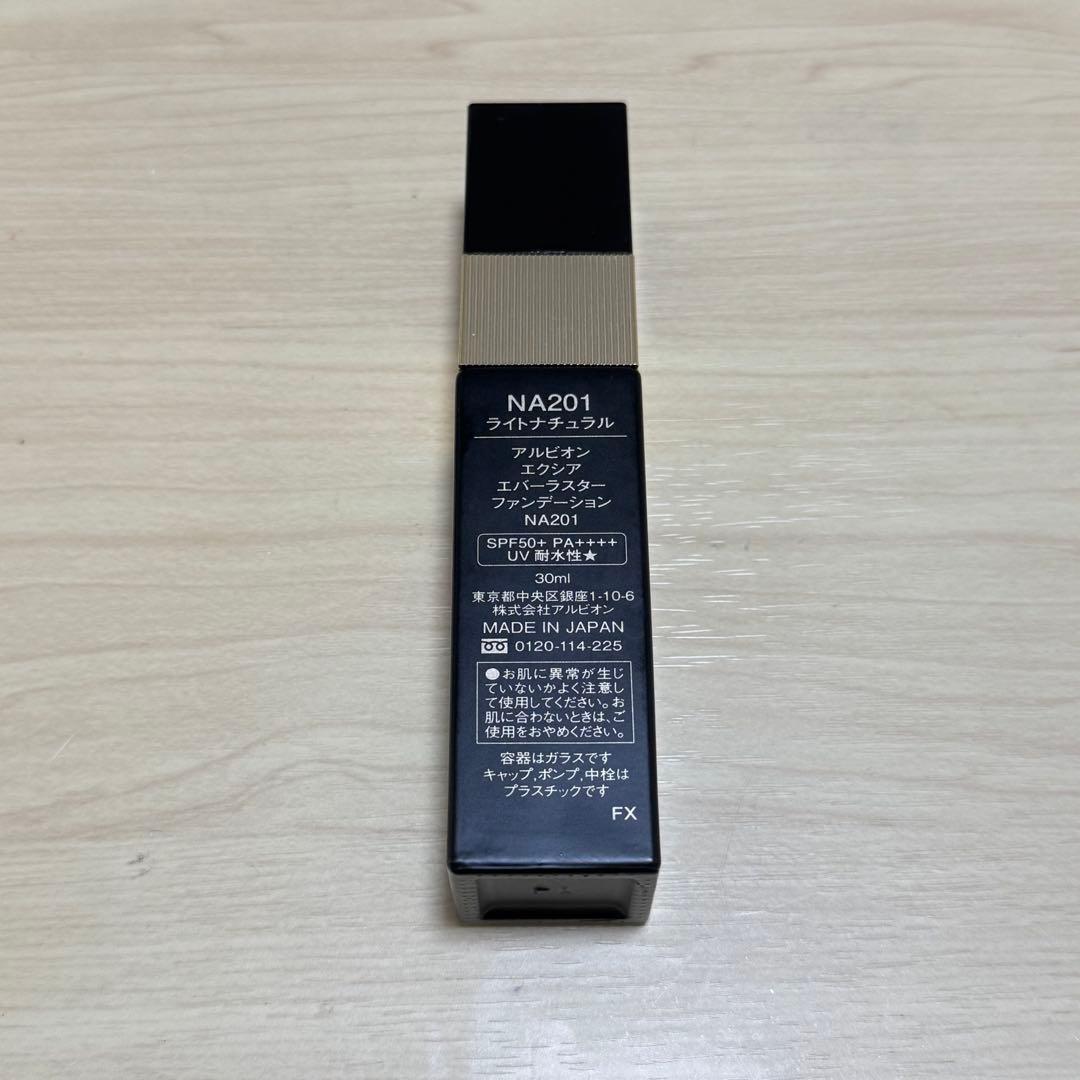 NA201
ライトナチュラル
アルビオン
エクシア
エバーラスター
ファンデーション
NA201
SPF50+ PA++++
UV 耐水性★
30ml
東京都中央区銀座1-10-6
株式会社アルビオン
MADE IN JAPAN
0120-114-225
●お肌に異常が生じ
ていないかよく注意し
て使用してください。お
肌に合わないときは、ご
使用をおやめください。
容器はガラスです
キャップ,ポンプ,中栓は
プラスチックです
FX